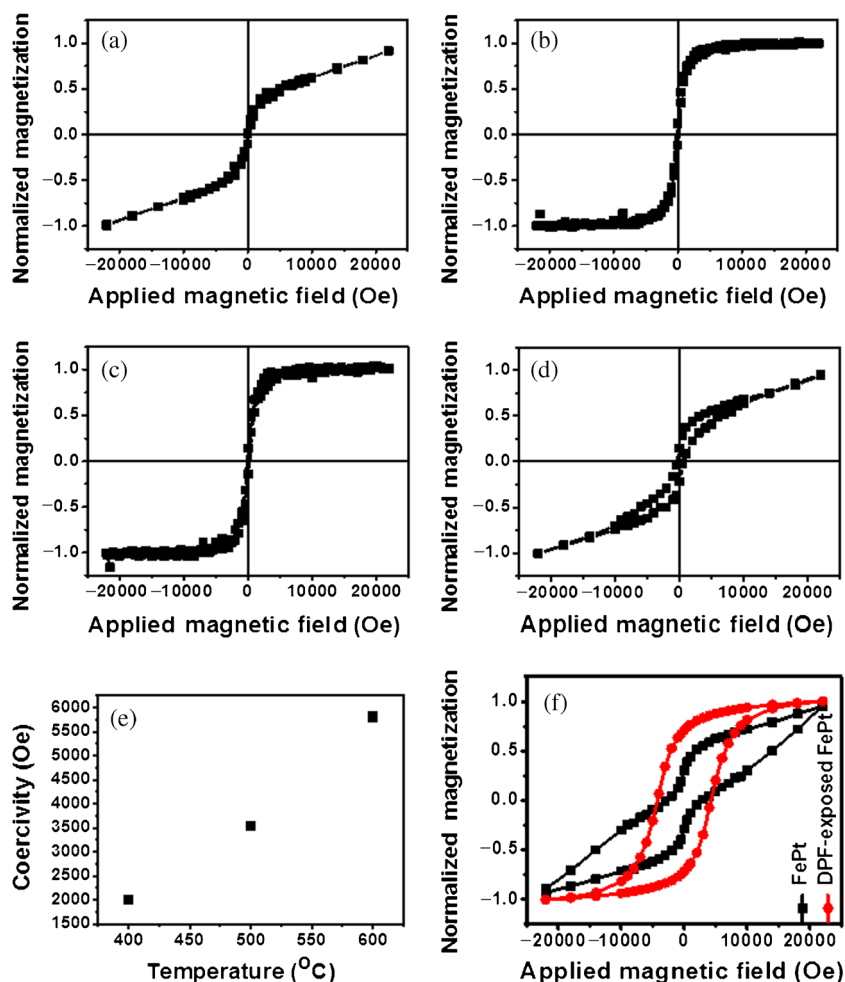 (a)
Normalized magnetization
1.0
0.5
0.0
−0.5
−1.0
−20000 −10000 0 10000 20000
Applied magnetic field (Oe)
(b)
Normalized magnetization
1.0
0.5
0.0
−0.5
−1.0
−20000 −10000 0 10000 20000
Applied magnetic field (Oe)
(c)
Normalized magnetization
1.0
0.5
0.0
−0.5
−1.0
−20000 −10000 0 10000 20000
Applied magnetic field (Oe)
(d)
Normalized magnetization
1.0
0.5
0.0
−0.5
−1.0
−20000 −10000 0 10000 20000
Applied magnetic field (Oe)
(e)
Coercivity (Oe)
6000
5500
5000
4500
4000
3500
3000
2500
2000
1500
400 450 500 550 600
Temperature (OC)
(f)
Normalized magnetization
1.0
0.5
0.0
−0.5
−1.0
FePt
DPF-exposed FePt
−20000 −10000 0 10000 20000
Applied magnetic field (Oe)